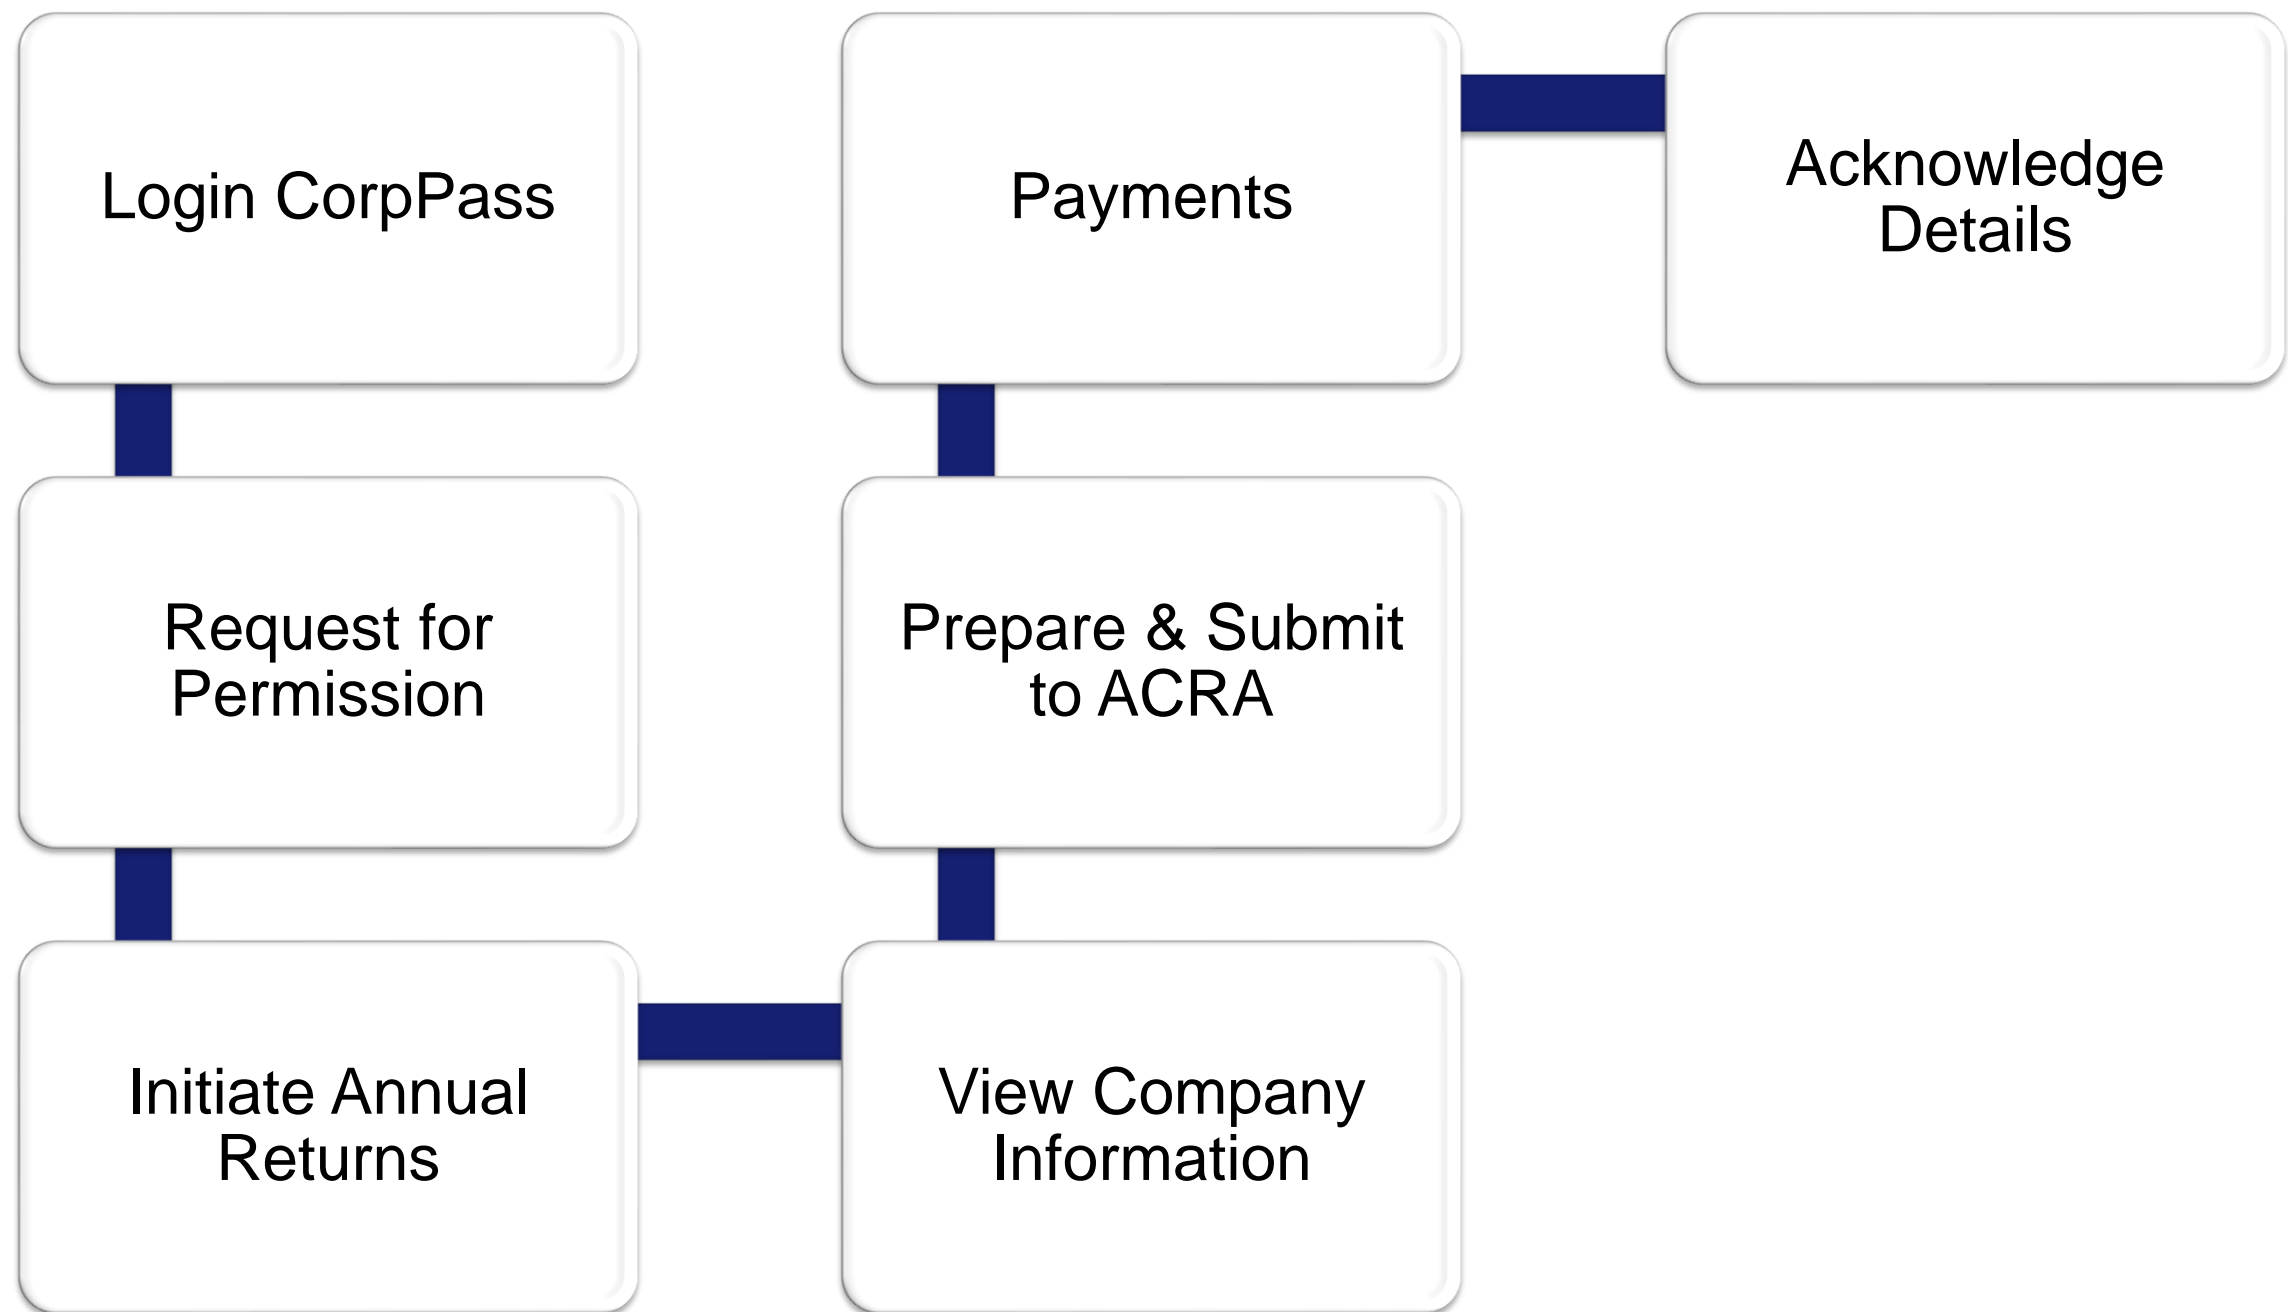 Login CorpPass
Request for
Permission
Initiate Annual
Returns
View Company
Information
Prepare & Submit
to ACRA
Payments
Acknowledge
Details